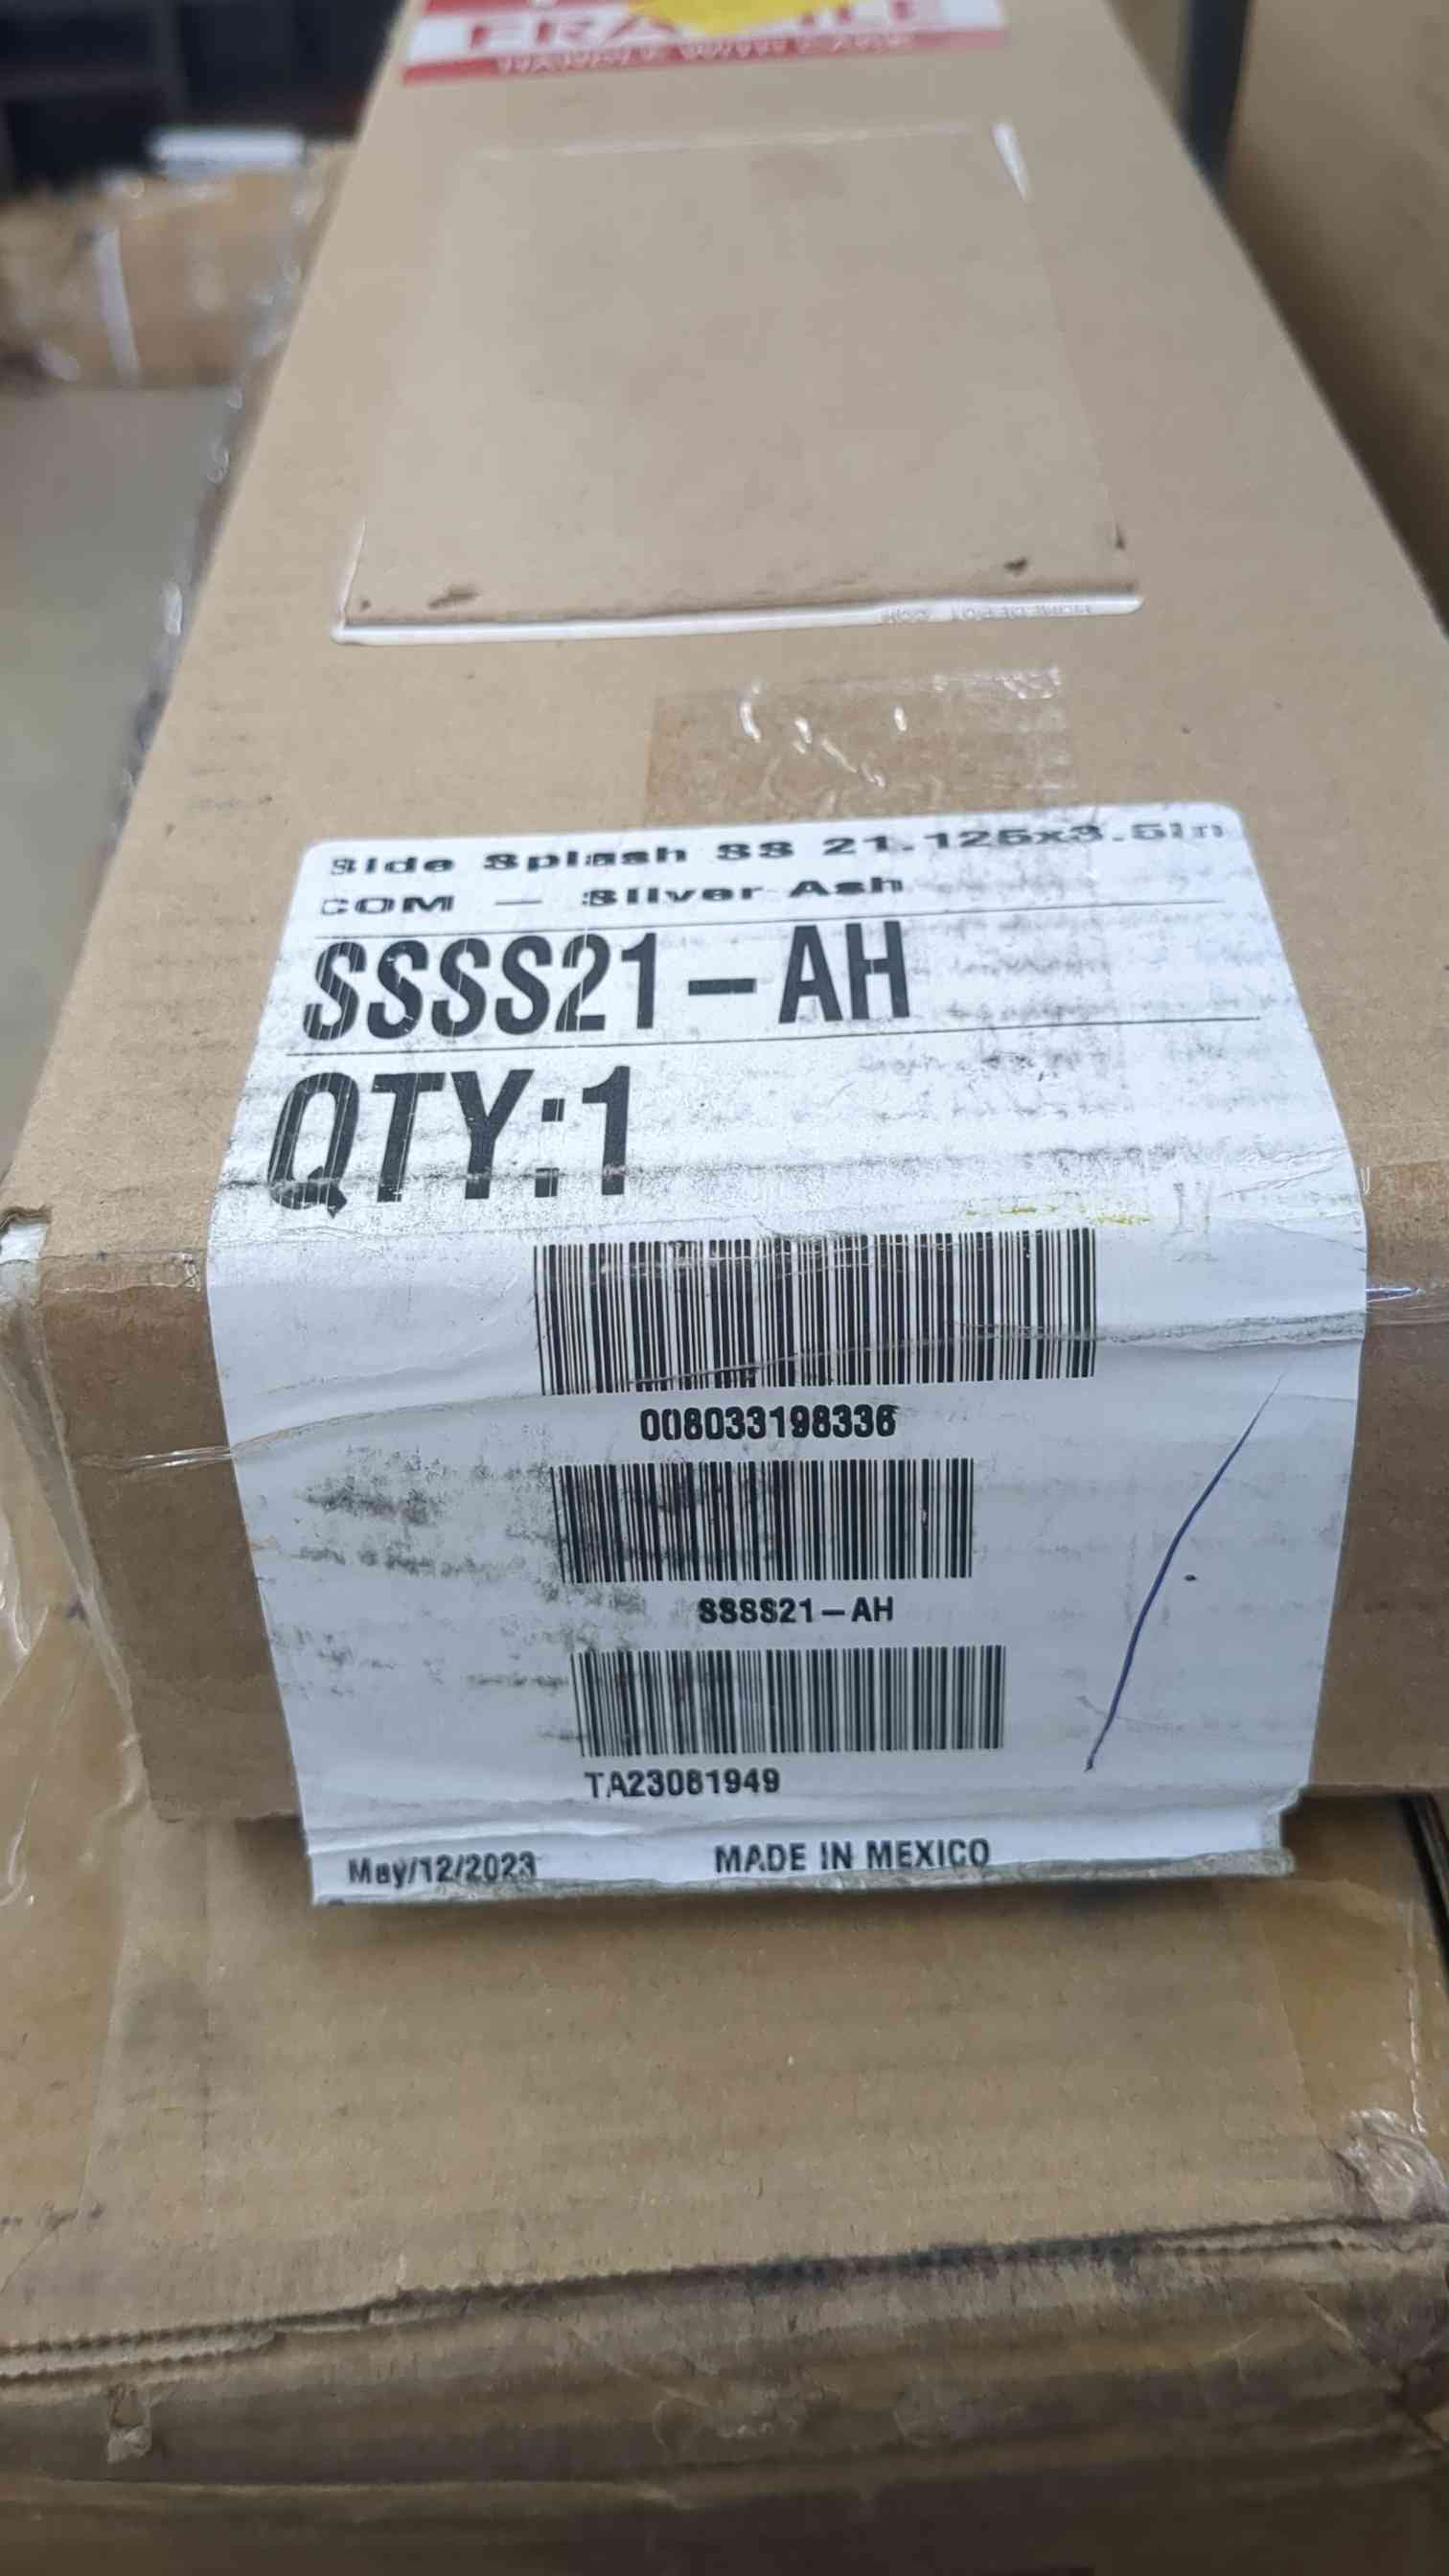 FRAGILE
Side Splash SS 21.125x3.5in
COM - Silver Ash
SSSS21-AH
QTY:1
008033198336
SSSS21-AH
TA23081949
May/12/2023 MADE IN MEXICO